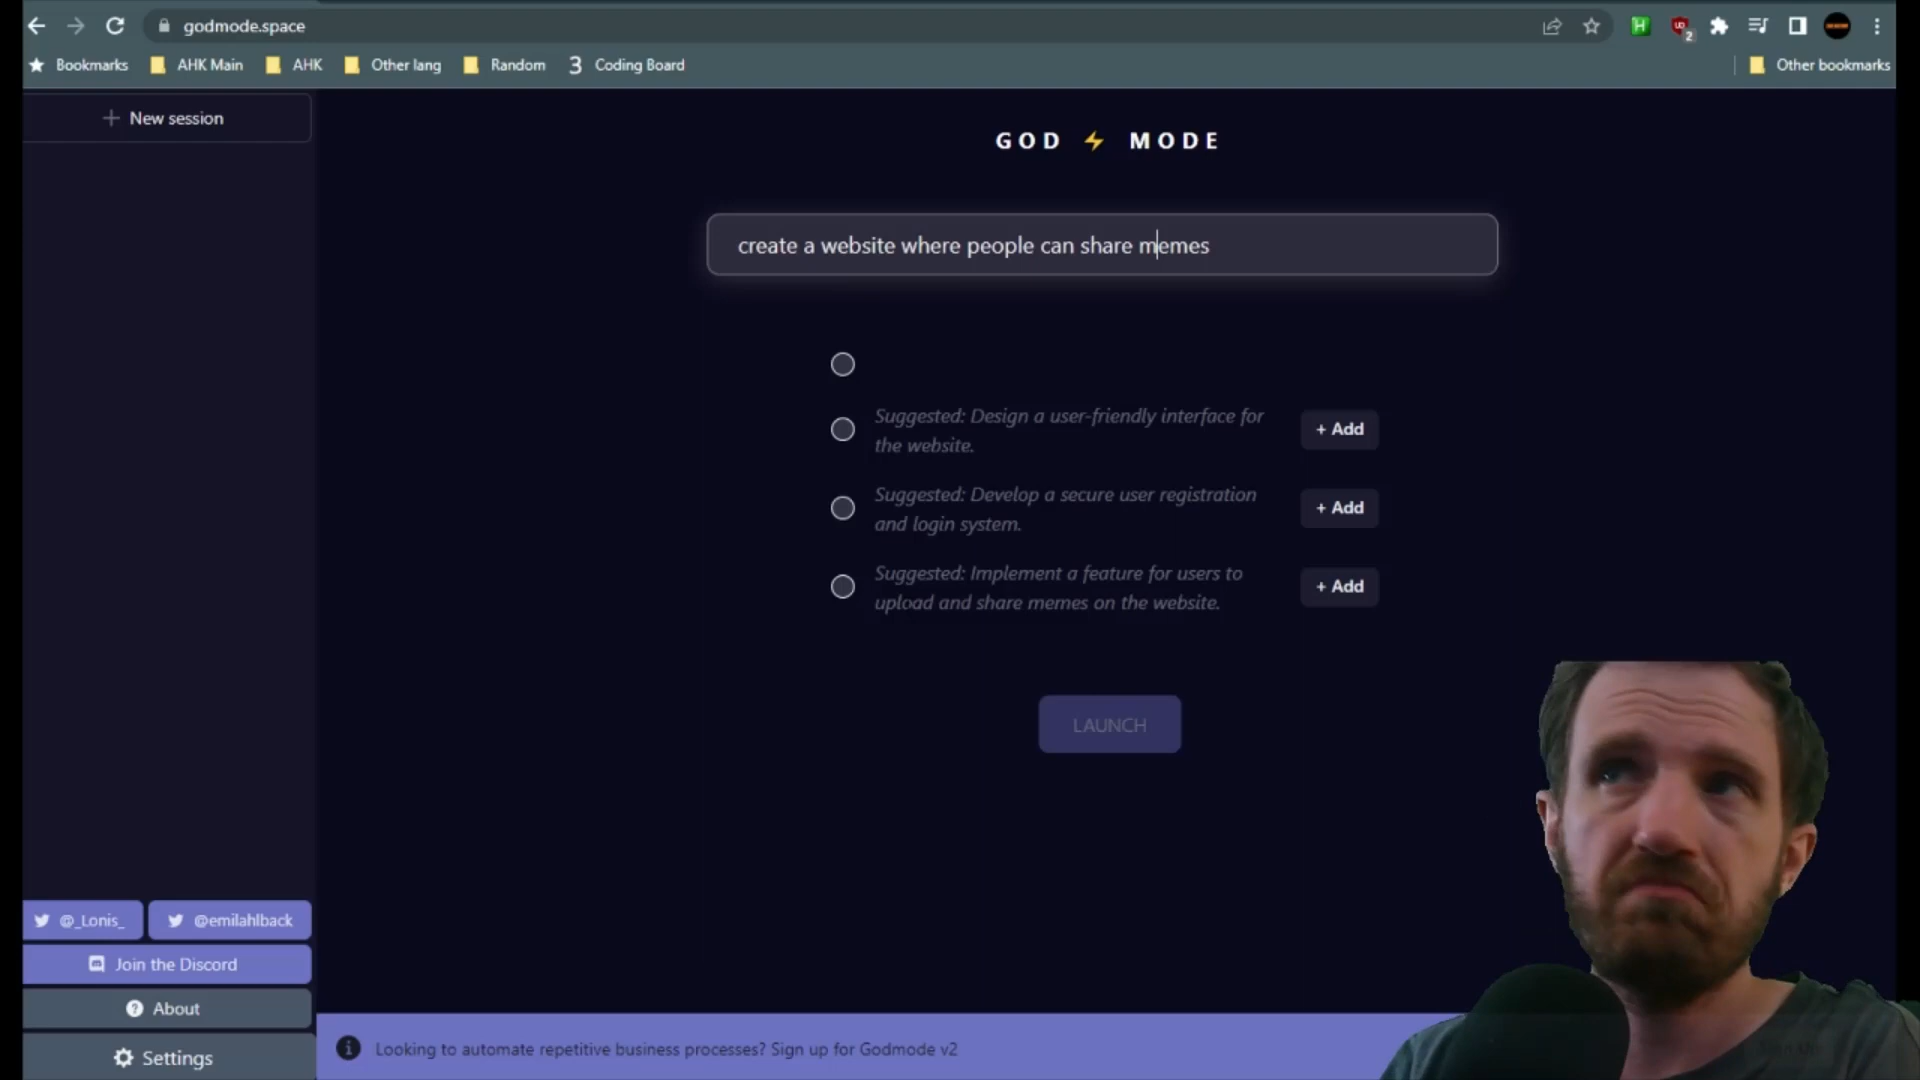 godmode.space
2
Bookmarks AHK Main AHK Other lang Random 3 Coding Board Other bookmarks
New session
GOD ⚡ MODE
create a website where people can share memes
Suggested: Design a user-friendly interface for
the website.
+ Add
Suggested: Develop a secure user registration
and login system.
+ Add
Suggested: Implement a feature for users to
upload and share memes on the website.
+ Add
LAUNCH
@_Lonis_ @emilahlback
Join the Discord
About
Settings
Looking to automate repetitive business processes? Sign up for Godmode v2